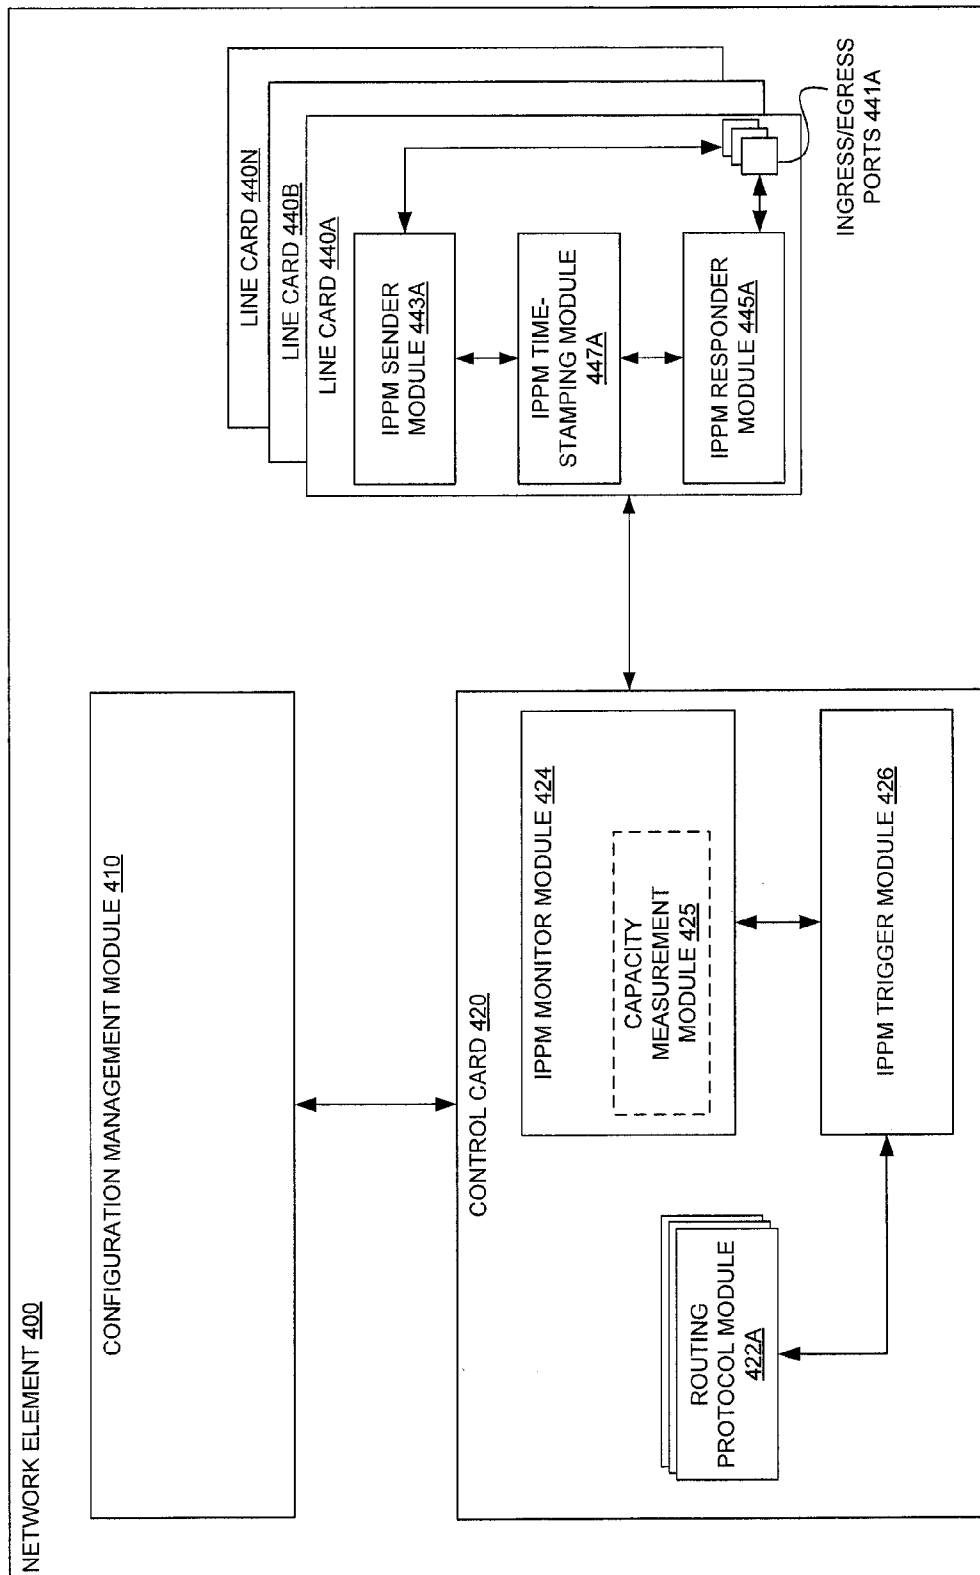 NETWORK ELEMENT 400
CONFIGURATION MANAGEMENT MODULE 410
CONTROL CARD 420
ROUTING
PROTOCOL MODULE
422A
IPPM MONITOR MODULE 424
CAPACITY
MEASUREMENT
MODULE 425
IPPM TRIGGER MODULE 426
LINE CARD 440N
LINE CARD 440B
LINE CARD 440A
IPPM SENDER
MODULE 443A
IPPM TIME-
STAMPING MODULE
447A
IPPM RESPONDER
MODULE 445A
INGRESS/EGRESS
PORTS 441A